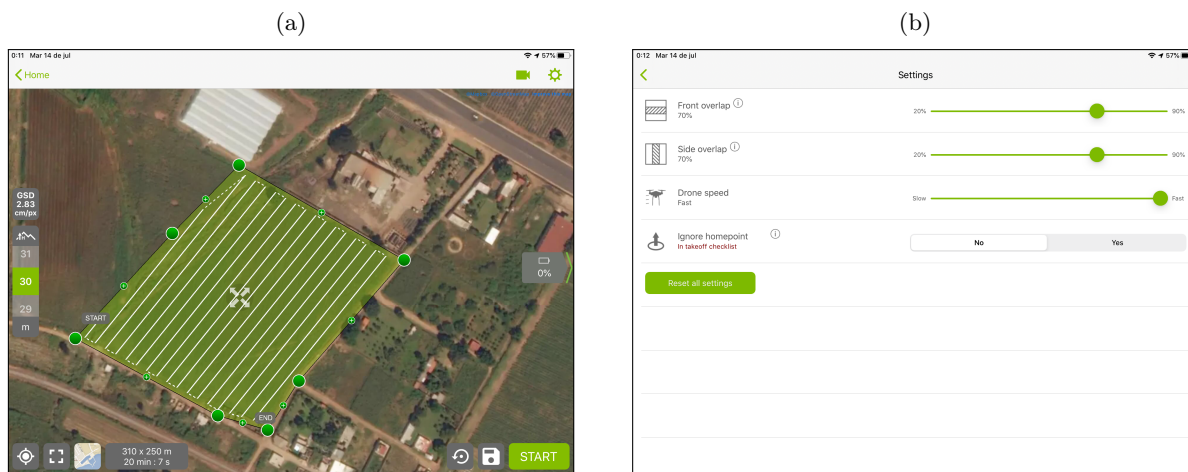 (a)
0:11 Mar 14 de jul
57%
Home
GSD
2.83
cm/px
31
30
29
m
0%
START
END
310 x 250 m
20 min : 7 s
START
(b)
0:12 Mar 14 de jul
57%
Settings
Front overlap
70%
20%
90%
Side overlap
70%
20%
90%
Drone speed
Fast
Slow
Fast
Ignore homepoint
In takeoff checklist
No
Yes
Reset all settings